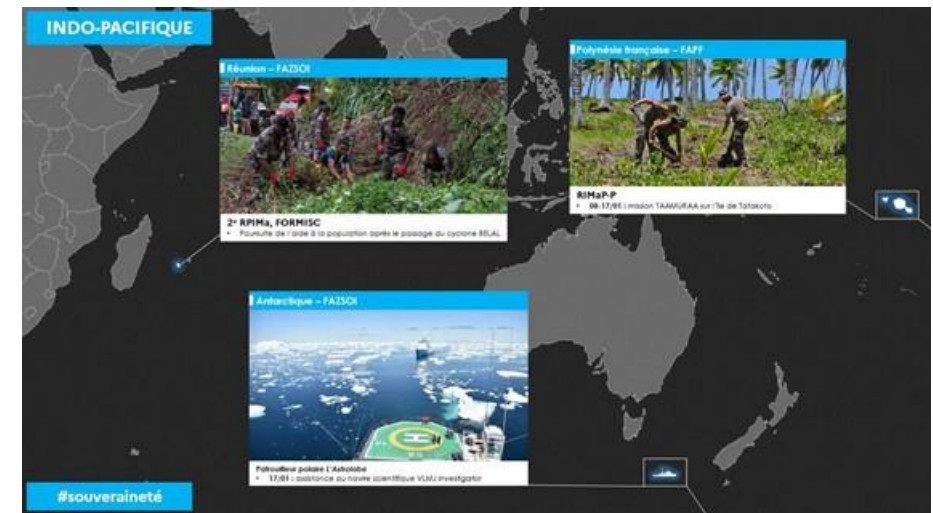 INDO-PACIFIQUE
Réunion – FAZSOI
2e RPIMa, FORMISC
• Poursuite de l'aide à la population après le passage du cyclone BELAL
Polynésie française – FAPF
RIMaP-P
• 08-17/01 : mission TAAMURAA sur l'île de Tatakoto
Antarctique – FAZSOI
Patrouilleur polaire L'Astrolabe
• 17/01 : assistance au navire scientifique VLMJ Investigator
#souveraineté